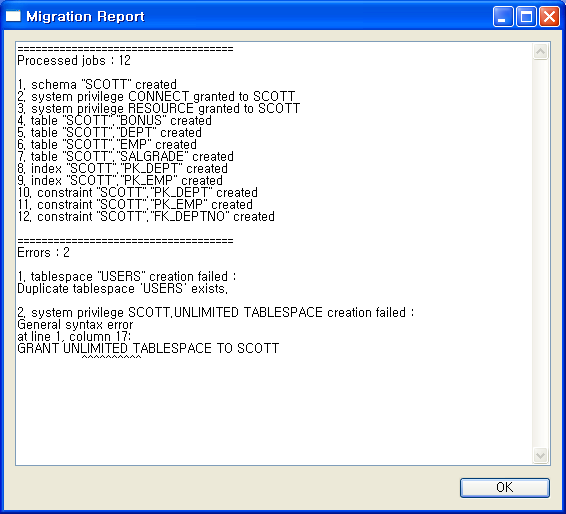 Migration Report
====================================
Processed jobs : 12
1, schema "SCOTT" created
2, system privilege CONNECT granted to SCOTT
3, system privilege RESOURCE granted to SCOTT
4, table "SCOTT","BONUS" created
5, table "SCOTT","DEPT" created
6, table "SCOTT","EMP" created
7, table "SCOTT","SALGRADE" created
8, index "SCOTT","PK_DEPT" created
9, index "SCOTT","PK_EMP" created
10, constraint "SCOTT","PK_DEPT" created
11, constraint "SCOTT","PK_EMP" created
12, constraint "SCOTT","FK_DEPTNO" created
====================================
Errors : 2
1, tablespace "USERS" creation failed :
Duplicate tablespace 'USERS' exists,
2, system privilege SCOTT,UNLIMITED TABLESPACE creation failed :
General syntax error
at line 1, column 17:
GRANT UNLIMITED TABLESPACE TO SCOTT
^^^^^^^^^^
OK